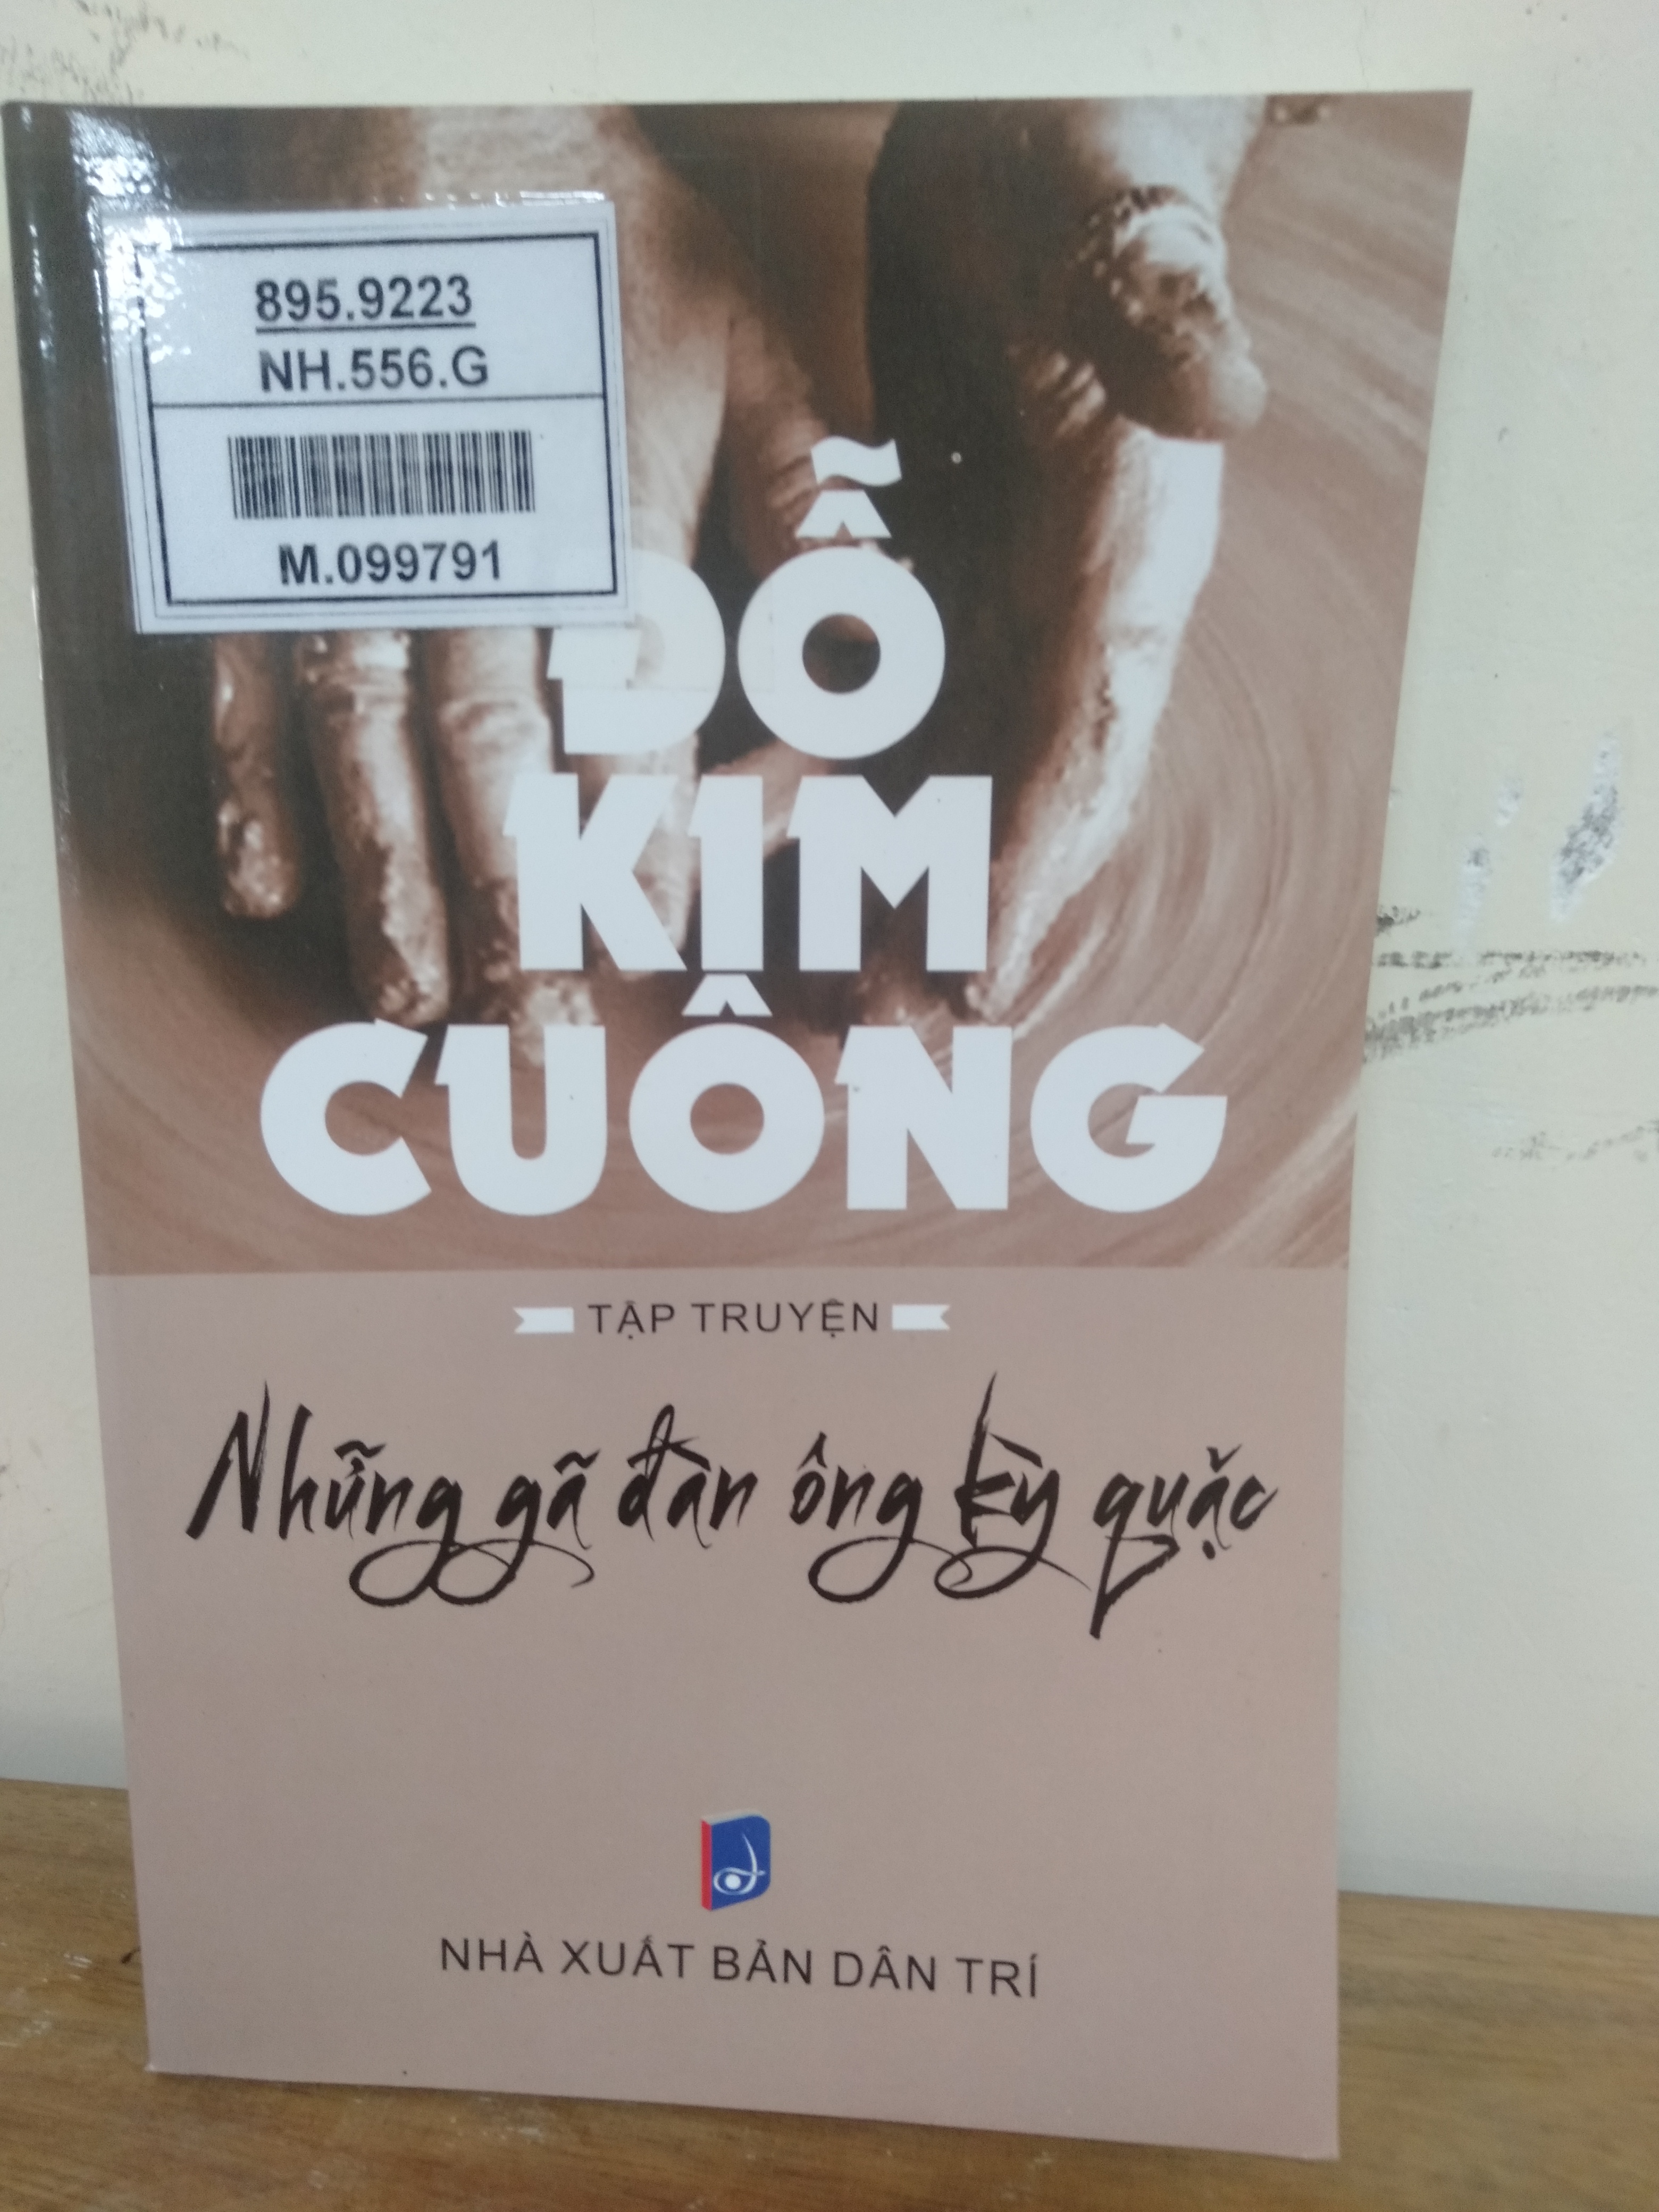 895.9223
NH.556.G
M.099791
ĐỖ
KIM
CUÔNG
TẬP TRUYỆN
Những gã đàn ông kỳ quặc
NHÀ XUẤT BẢN DÂN TRÍ